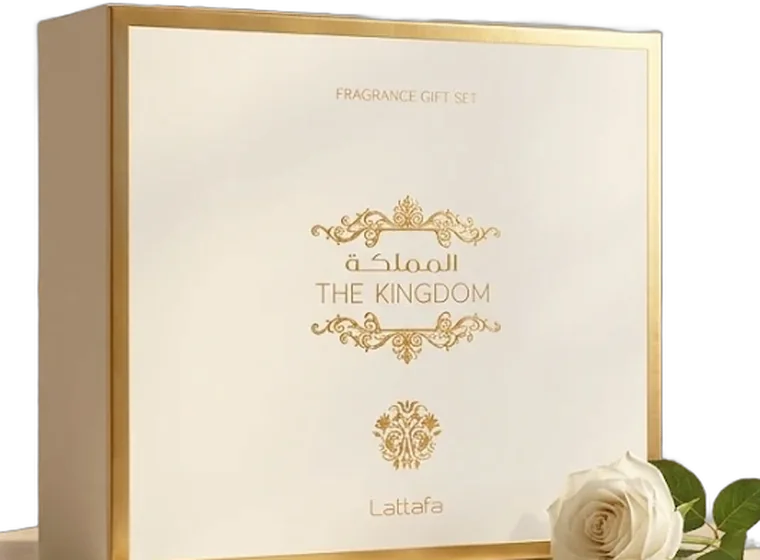 FRAGRANCE GIFT SET
المملكة
THE KINGDOM
Lattafa